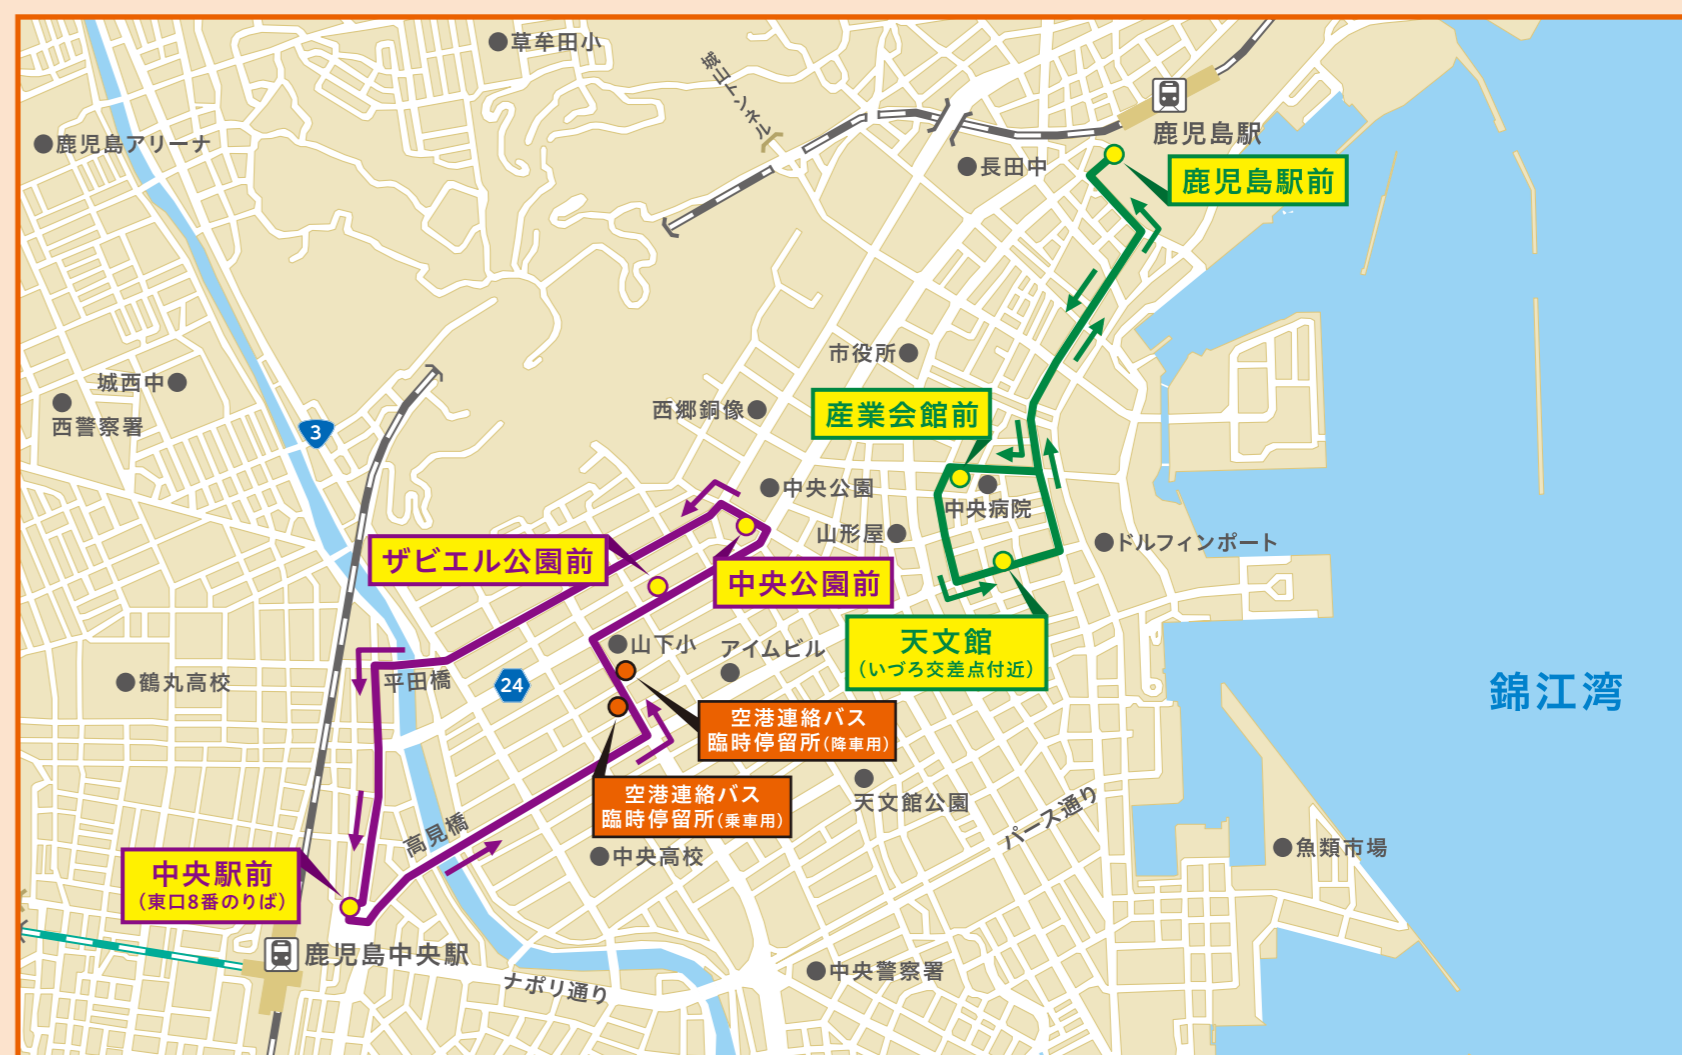 草牟田小
城山トンネル
鹿児島アリーナ
鹿児島駅
長田中
鹿児島駅前
市役所
城西中
西郷銅像
産業会館前
西警察署
3
中央公園
中央病院
山形屋
ドルフィンポート
ザビエル公園前
中央公園前
山下小
アイムビル
天文館
(いづろ交差点付近)
鶴丸高校
平田橋
24
錦江湾
空港連絡バス
臨時停留所(降車用)
空港連絡バス
臨時停留所(乗車用)
天文館公園
パース通り
高見橋
中央高校
魚類市場
中央駅前
(東口8番のりば)
鹿児島中央駅
中央警察署
ナポリ通り